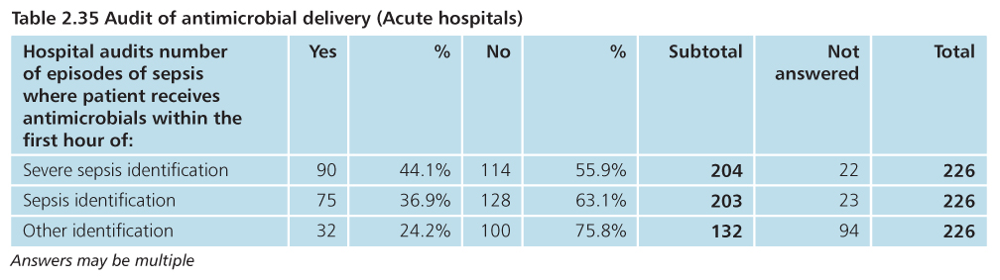 Table 2.35 Audit of antimicrobial delivery (Acute hospitals)
Hospital audits number of episodes of sepsis where patient receives antimicrobials within the first hour of: Yes % No % Subtotal Not answered Total
Severe sepsis identification 90 44.1% 114 55.9% 204 22 226
Sepsis identification 75 36.9% 128 63.1% 203 23 226
Other identification 32 24.2% 100 75.8% 132 94 226
Answers may be multiple